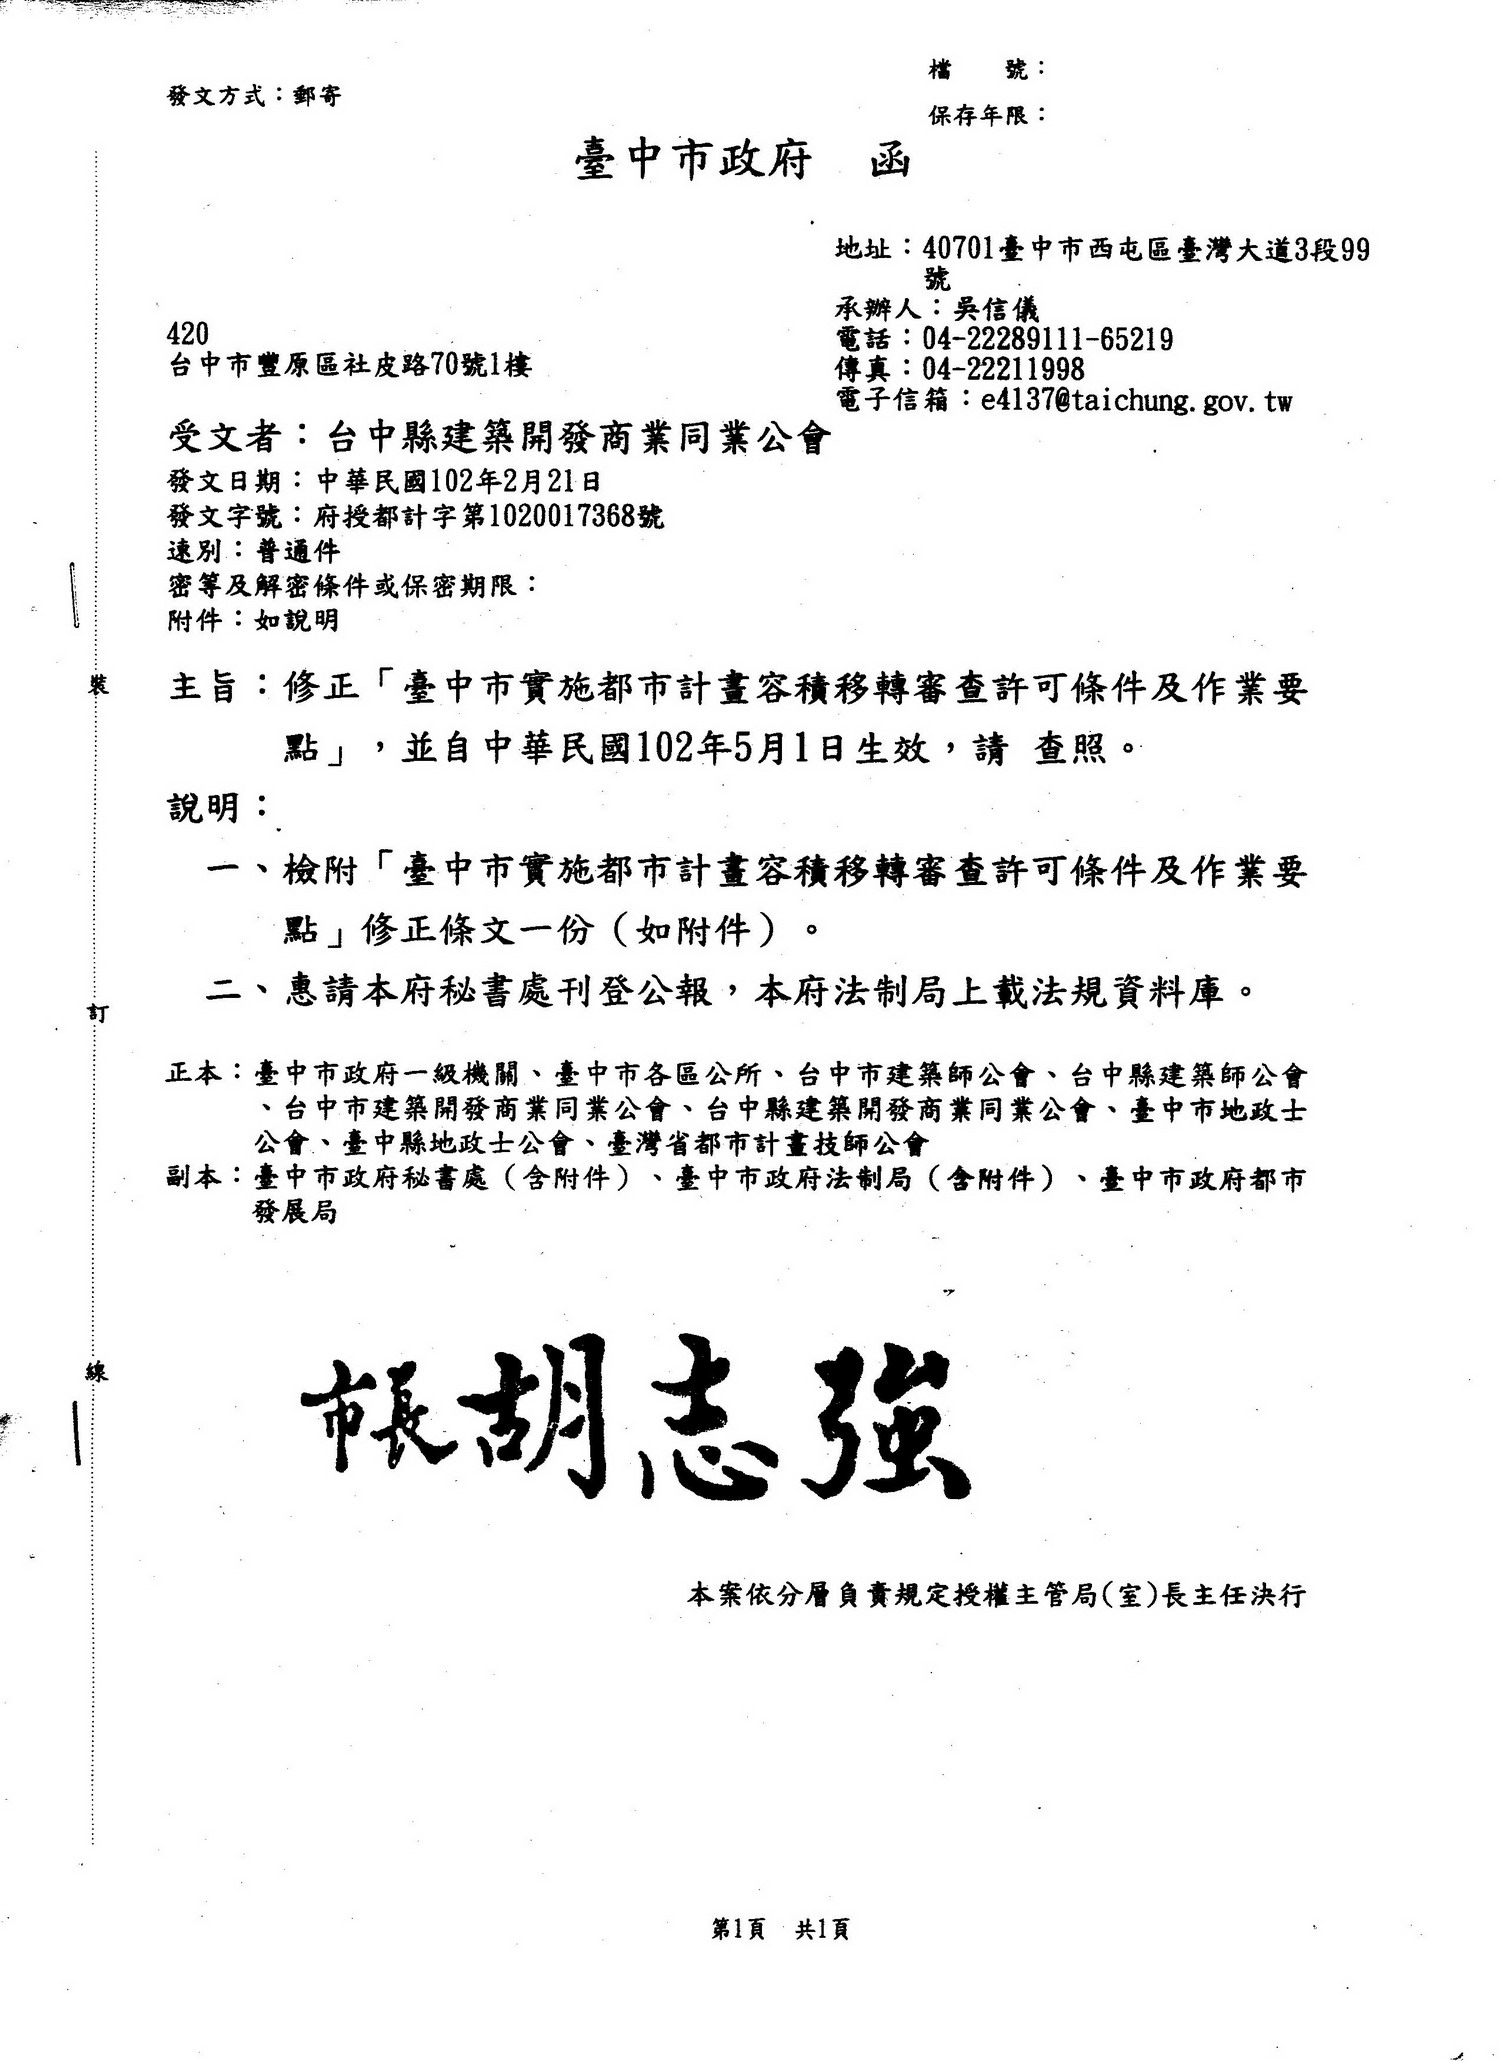 檔　　號：
發文方式：郵寄
保存年限：
臺中市政府　函
地址：40701臺中市西屯區臺灣大道3段99
號
承辦人：吳信儀
電話：04-22289111-65219
傳真：04-22211998
電子信箱：e4137@taichung.gov.tw
420
台中市豐原區社皮路70號1樓
受文者：台中縣建築開發商業同業公會
發文日期：中華民國102年2月21日
發文字號：府授都計字第1020017368號
速別：普通件
密等及解密條件或保密期限：
附件：如說明
主旨：修正「臺中市實施都市計畫容積移轉審查許可條件及作業要
點」，並自中華民國102年5月1日生效，請 查照。
說明：
一、檢附「臺中市實施都市計畫容積移轉審查許可條件及作業要
點」修正條文一份（如附件）。
二、惠請本府秘書處刊登公報，本府法制局上載法規資料庫。
正本：臺中市政府一級機關、臺中市各區公所、台中市建築師公會、台中縣建築師公會
、台中市建築開發商業同業公會、台中縣建築開發商業同業公會、臺中市地政士
公會、臺中縣地政士公會、臺灣省都市計畫技師公會
副本：臺中市政府秘書處（含附件）、臺中市政府法制局（含附件）、臺中市政府都市
發展局
市長胡志強
本案依分層負責規定授權主管局(室)長主任決行
裝
訂
線
第1頁　共1頁